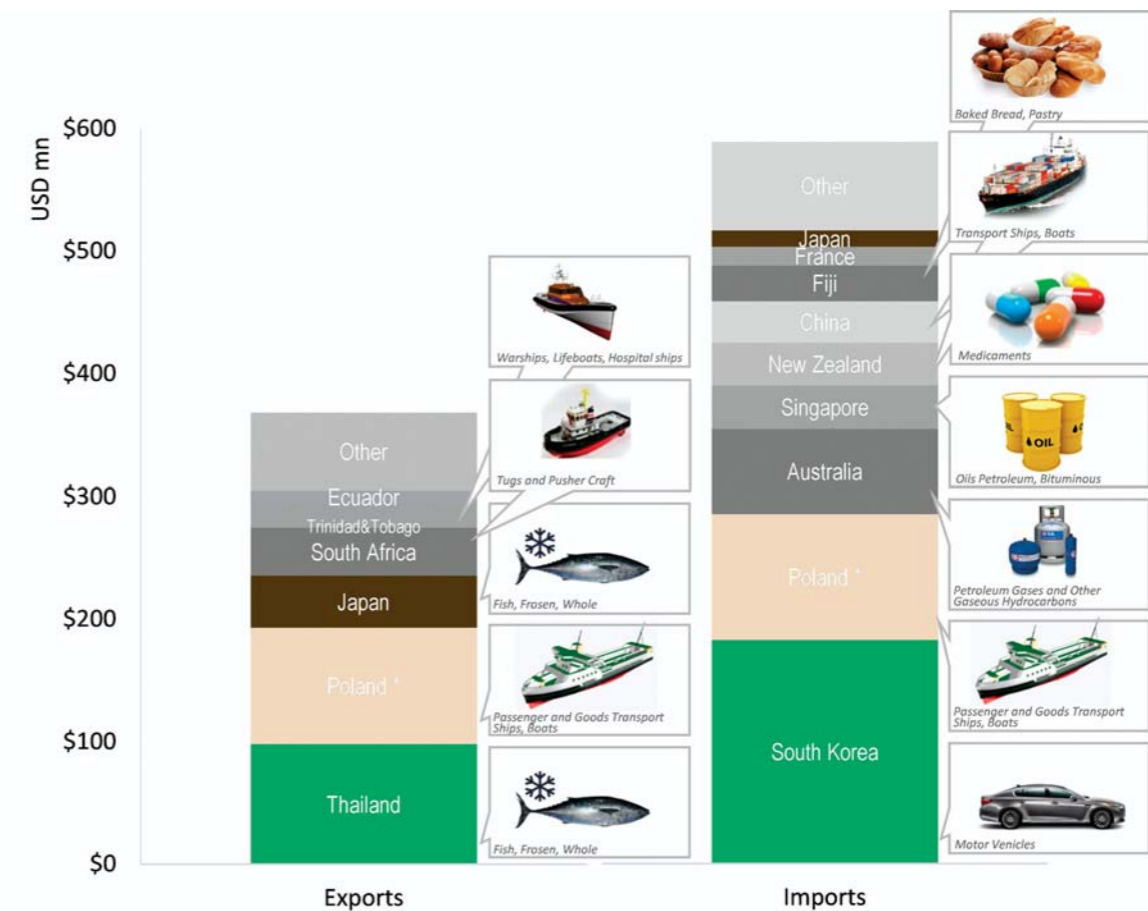 Baked Bread, Pastry
$600
USD mn
Other
Transport Ships, Boats
$500
Japan
France
Fiji
Warships, Lifeboats, Hospital ships
China
Medicaments
$400
New Zealand
Singapore
Other
Australia
Tugs and Pusher Craft
OIL
OIL
OIL
Oils Petroleum, Bituminous
$300
Ecuador
Trinidad&Tobago
South Africa
Petroleum Gases and Other
Gaseous Hydrocarbons
Poland *
Japan
Fish, Frosen, Whole
$200
Poland *
Passenger and Goods Transport
Ships, Boats
Passenger and Goods Transport
Ships, Boats
$100
South Korea
Thailand
Fish, Frosen, Whole
Motor Venicles
$0
Exports
Imports